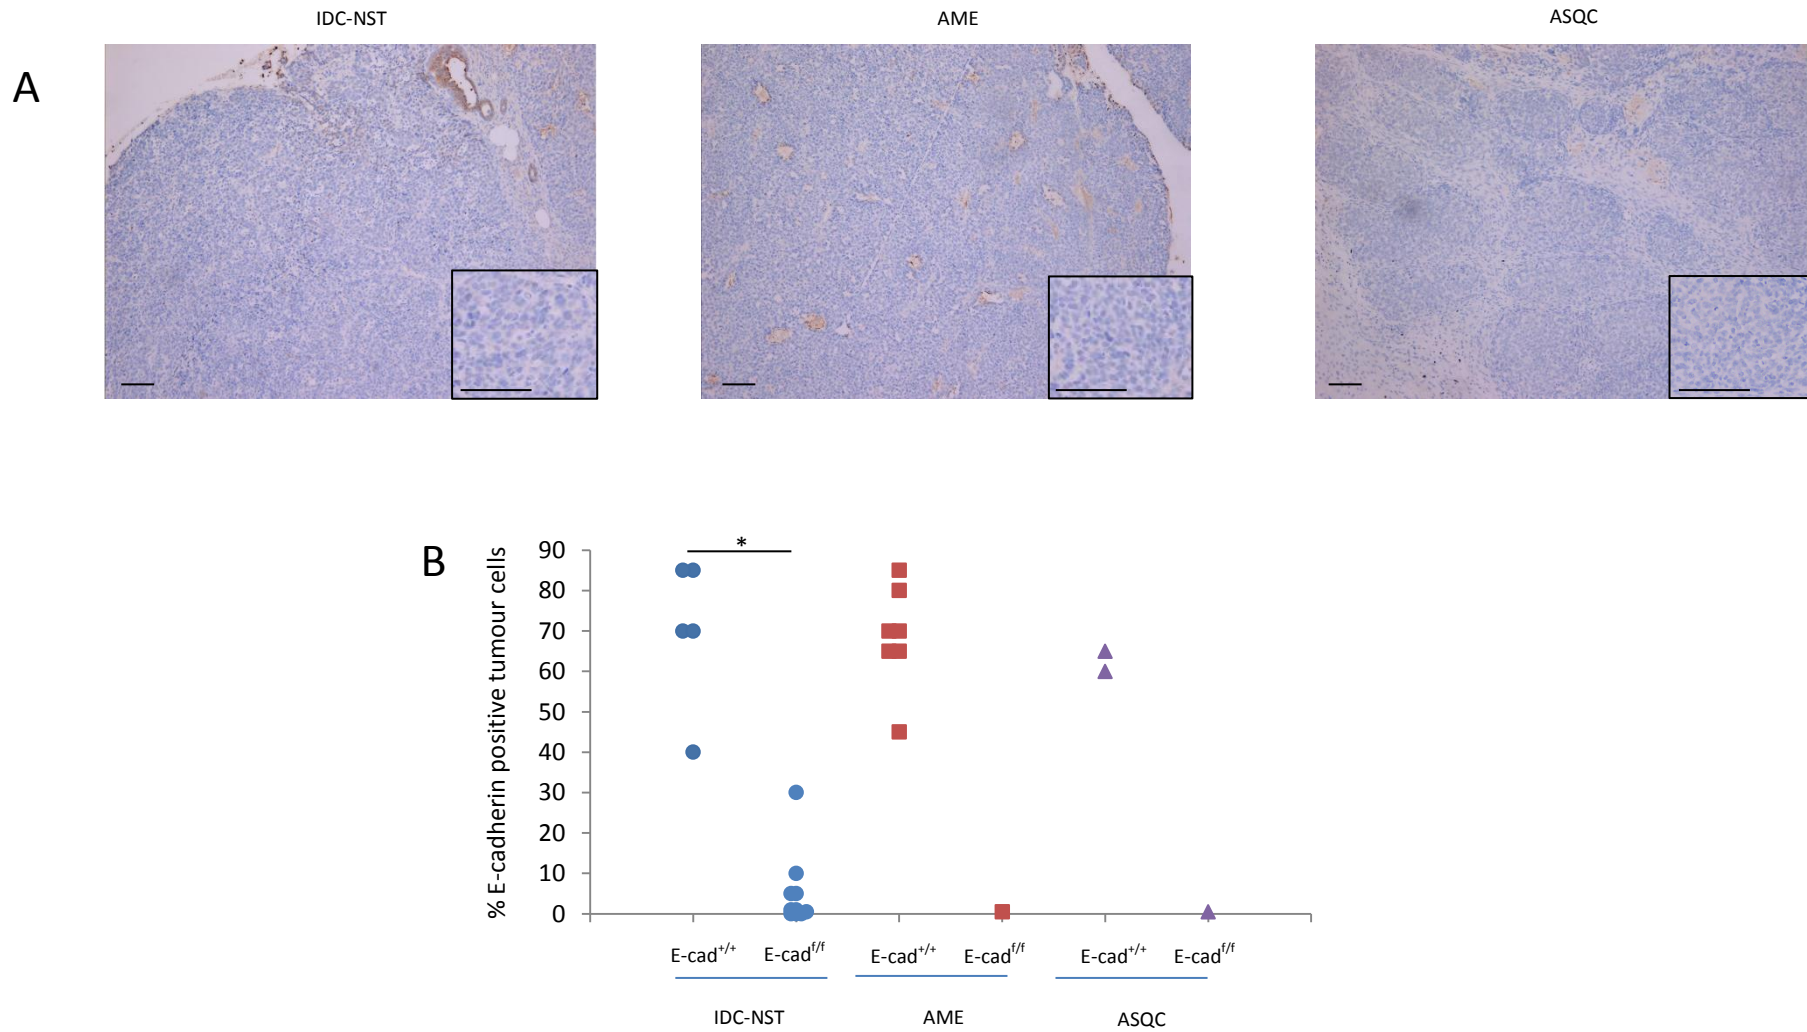 IDC-NST AME ASQC
A
B
*
% E-cadherin positive tumour cells
90
80
70
60
50
40
30
20
10
0
E-cad+/+ E-cadf/f E-cad+/+ E-cadf/f E-cad+/+ E-cadf/f
IDC-NST AME ASQC